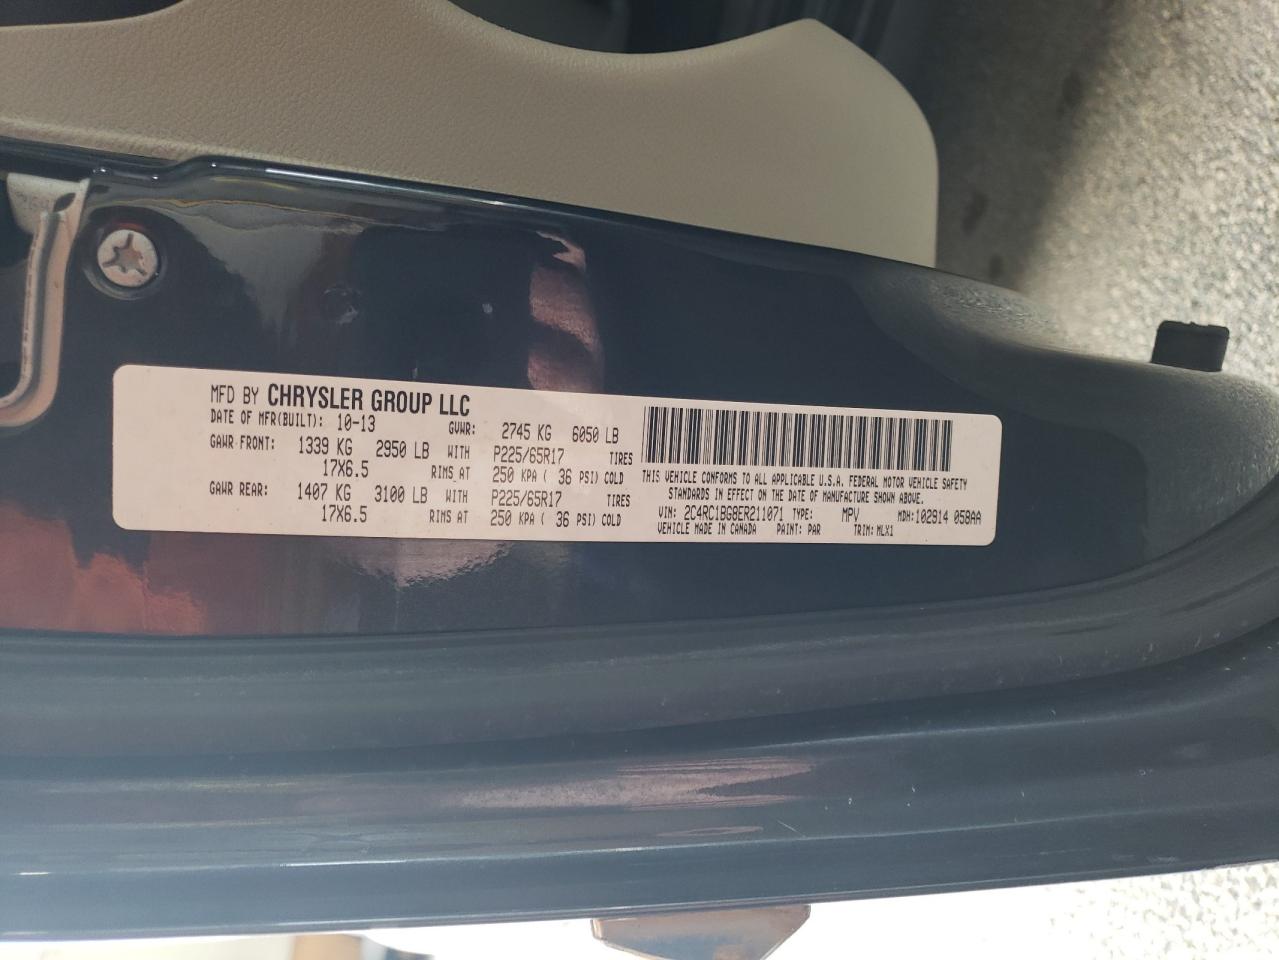 MFD BY CHRYSLER GROUP LLC
DATE OF MFR(BUILT): 10-13 GVWR: 2745 KG 6050 LB
GAWR FRONT: 1339 KG 2950 LB WITH P225/65R17 TIRES
17X6.5 RIMS AT 250 KPA ( 36 PSI) COLD
GAWR REAR: 1407 KG 3100 LB WITH P225/65R17 TIRES
17X6.5 RIMS AT 250 KPA ( 36 PSI) COLD
THIS VEHICLE CONFORMS TO ALL APPLICABLE U.S.A. FEDERAL MOTOR VEHICLE SAFETY
STANDARDS IN EFFECT ON THE DATE OF MANUFACTURE SHOWN ABOVE.
VIN: 2C4RC1BG8ER211071 TYPE: MPV MDH:102914 058AA
VEHICLE MADE IN CANADA PAINT: PAR TRIM: MLX1